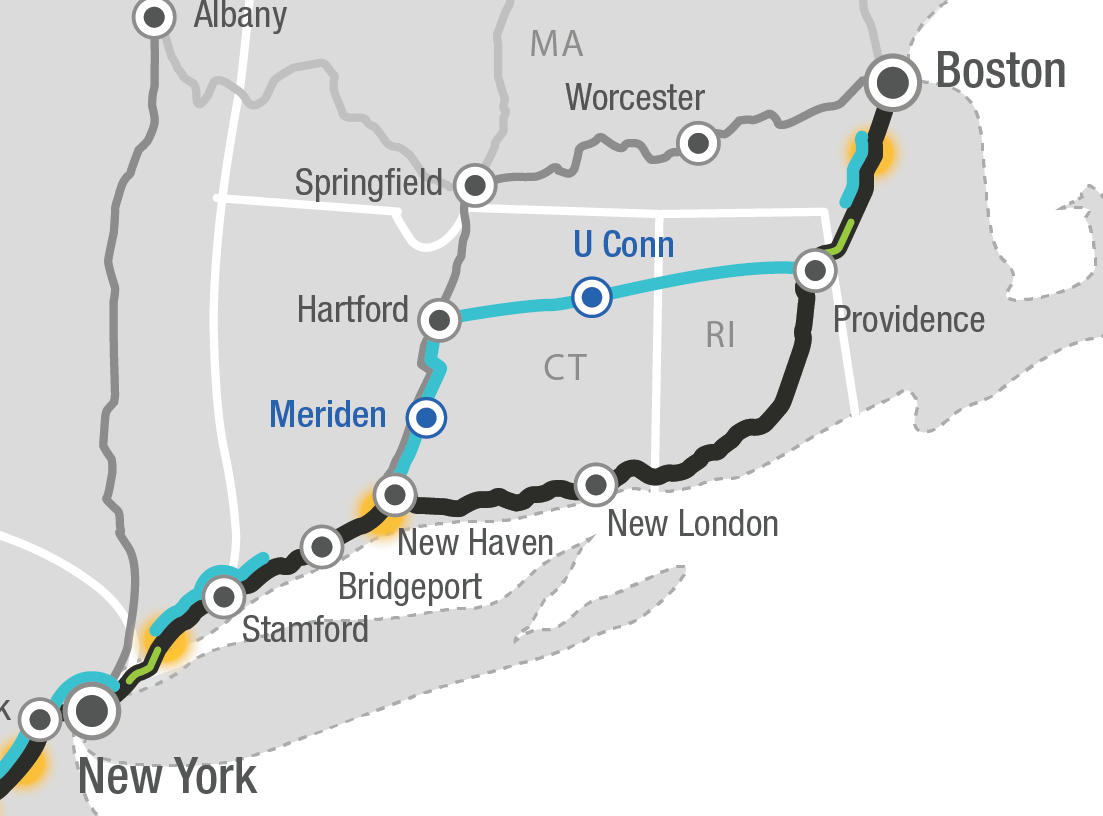 Albany
MA
Boston
Worcester
Springfield
U Conn
Hartford
Providence
RI
CT
Meriden
New London
New Haven
Bridgeport
Stamford
k
New York